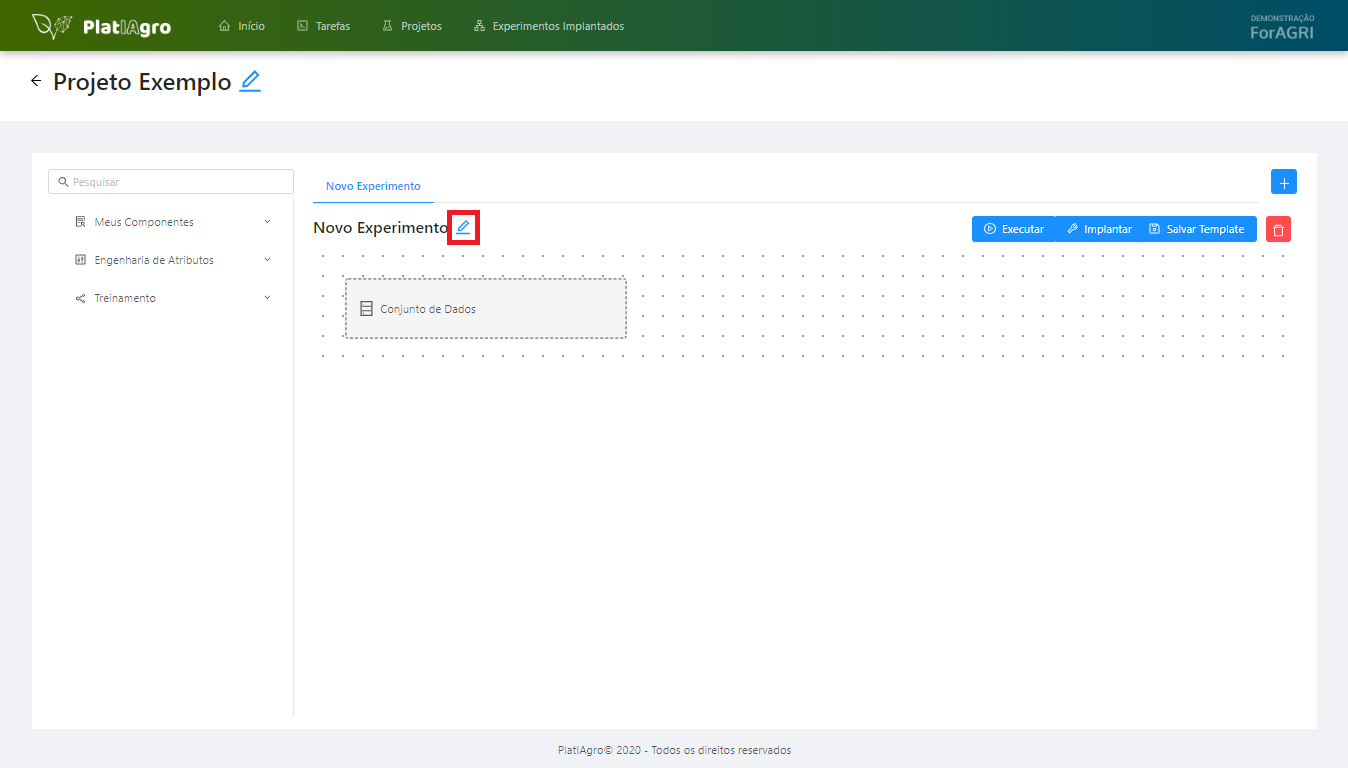 PlatIAgro
Início
Tarefas
Projetos
Experimentos Implantados
DEMONSTRAÇÃO
ForAGRI
Projeto Exemplo
Pesquisar
Meus Componentes
Engenharia de Atributos
Treinamento
Novo Experimento
Novo Experimento
Executar
Implantar
Salvar Template
Conjunto de Dados
PlatIAgro© 2020 - Todos os direitos reservados